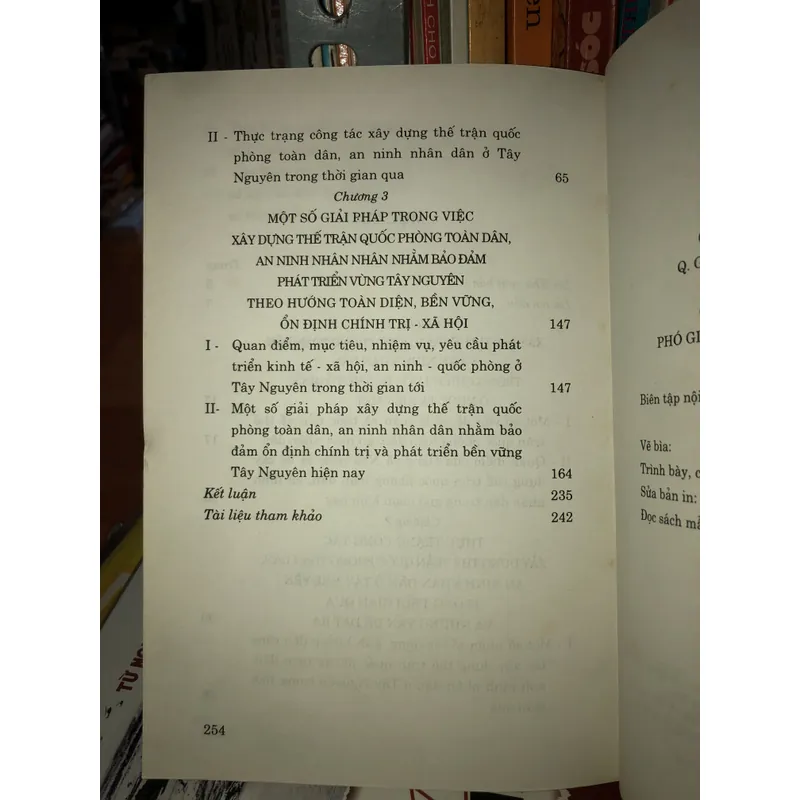 II - Thực trạng công tác xây dựng thế trận quốc
phòng toàn dân, an ninh nhân dân ở Tây
Nguyên trong thời gian qua 65
Chương 3
MỘT SỐ GIẢI PHÁP TRONG VIỆC
XÂY DỰNG THẾ TRẬN QUỐC PHÒNG TOÀN DÂN,
AN NINH NHÂN NHÂN NHẰM BẢO ĐẢM
PHÁT TRIỂN VÙNG TÂY NGUYÊN
THEO HƯỚNG TOÀN DIỆN, BỀN VỮNG,
ỔN ĐỊNH CHÍNH TRỊ - XÃ HỘI 147
I - Quan điểm, mục tiêu, nhiệm vụ, yêu cầu phát
triển kinh tế - xã hội, an ninh - quốc phòng ở
Tây Nguyên trong thời gian tới 147
II- Một số giải pháp xây dựng thế trận quốc
phòng toàn dân, an ninh nhân dân nhằm bảo
đảm ổn định chính trị và phát triển bền vững
Tây Nguyên hiện nay 164
Kết luận 235
Tài liệu tham khảo 242
254
PHÓ GI
Biên tập nội
Vẽ bìa:
Trình bày, c
Sửa bản in:
Đọc sách mẫ
CHO
SÓC
TỪ